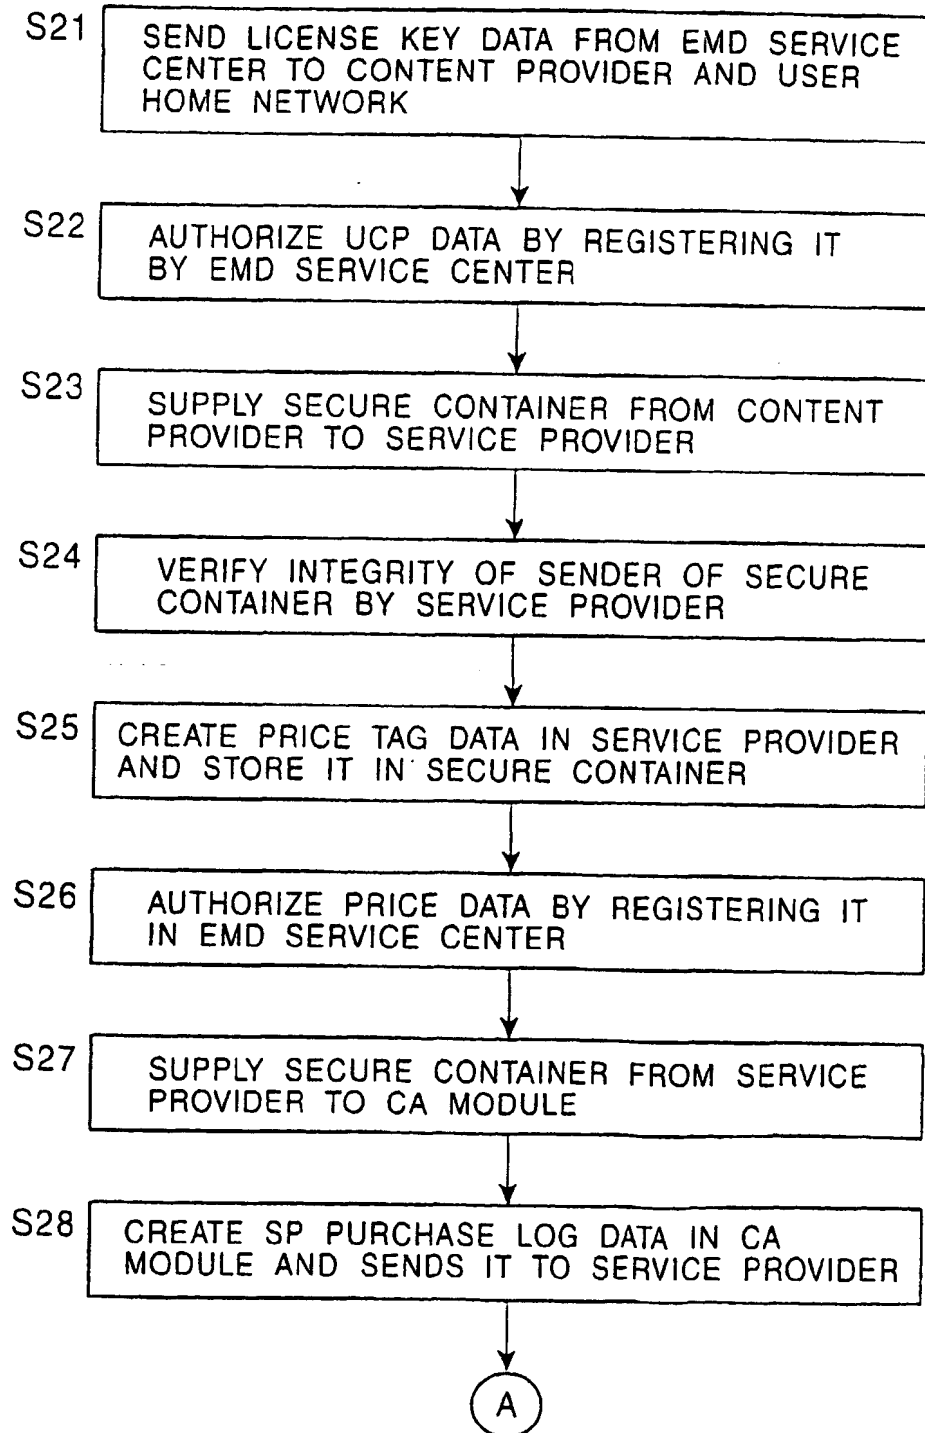 S21
SEND LICENSE KEY DATA FROM EMD SERVICE
CENTER TO CONTENT PROVIDER AND USER
HOME NETWORK
S22
AUTHORIZE UCP DATA BY REGISTERING IT
BY EMD SERVICE CENTER
S23
SUPPLY SECURE CONTAINER FROM CONTENT
PROVIDER TO SERVICE PROVIDER
S24
VERIFY INTEGRITY OF SENDER OF SECURE
CONTAINER BY SERVICE PROVIDER
S25
CREATE PRICE TAG DATA IN SERVICE PROVIDER
AND STORE IT IN SECURE CONTAINER
S26
AUTHORIZE PRICE DATA BY REGISTERING IT
IN EMD SERVICE CENTER
S27
SUPPLY SECURE CONTAINER FROM SERVICE
PROVIDER TO CA MODULE
S28
CREATE SP PURCHASE LOG DATA IN CA
MODULE AND SENDS IT TO SERVICE PROVIDER
A